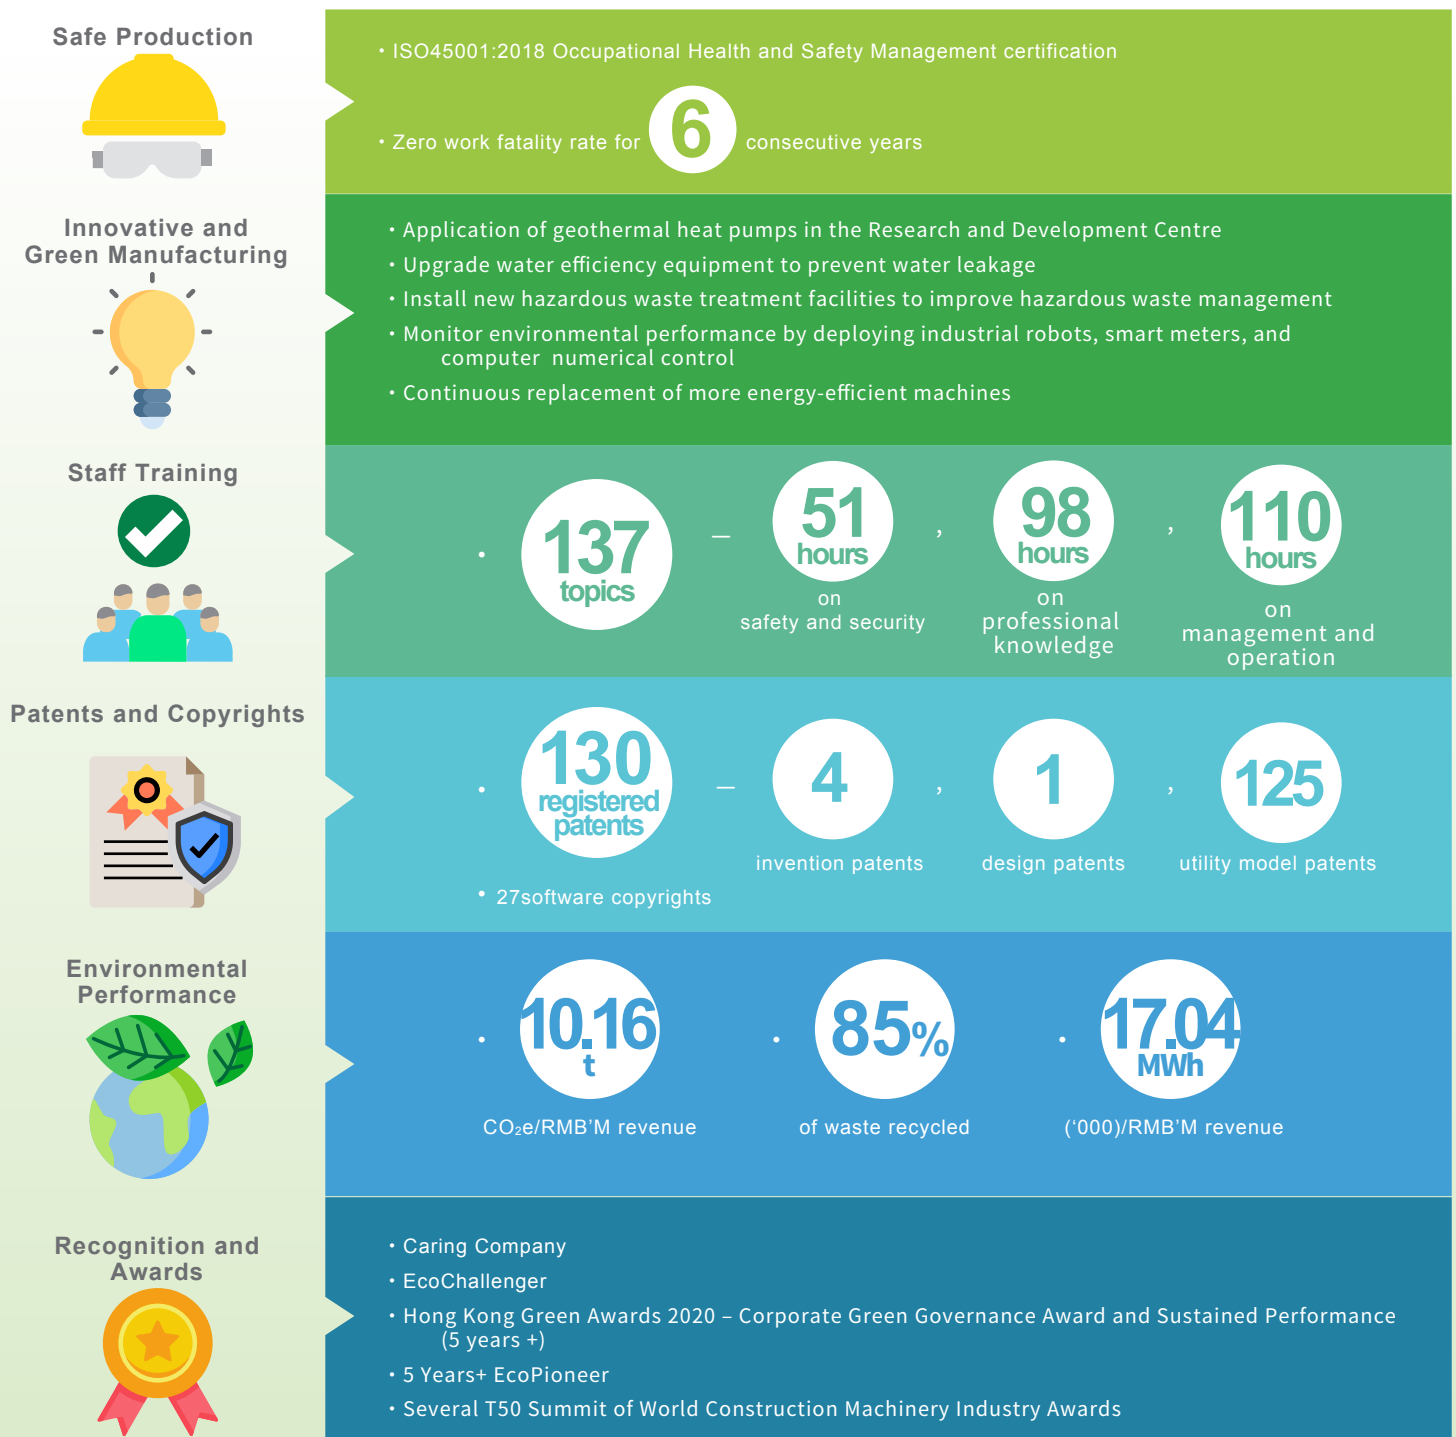 Safe Production
• ISO45001:2018 Occupational Health and Safety Management certification
• Zero work fatality rate for 6 consecutive years
Innovative and
Green Manufacturing
• Application of geothermal heat pumps in the Research and Development Centre
• Upgrade water efficiency equipment to prevent water leakage
• Install new hazardous waste treatment facilities to improve hazardous waste management
• Monitor environmental performance by deploying industrial robots, smart meters, and
computer numerical control
• Continuous replacement of more energy-efficient machines
Staff Training
• 137
topics
–
51
hours
on
safety and security
,
98
hours
on
professional
knowledge
,
110
hours
on
management and
operation
Patents and Copyrights
• 130
registered
patents
–
4
invention patents
,
1
design patents
,
125
utility model patents
• 27software copyrights
Environmental
Performance
• 10.16
t
CO₂e/RMB’M revenue
• 85%
of waste recycled
• 17.04
MWh
(‘000)/RMB’M revenue
Recognition and
Awards
• Caring Company
• EcoChallenger
• Hong Kong Green Awards 2020 – Corporate Green Governance Award and Sustained Performance
(5 years +)
• 5 Years+ EcoPioneer
• Several T50 Summit of World Construction Machinery Industry Awards